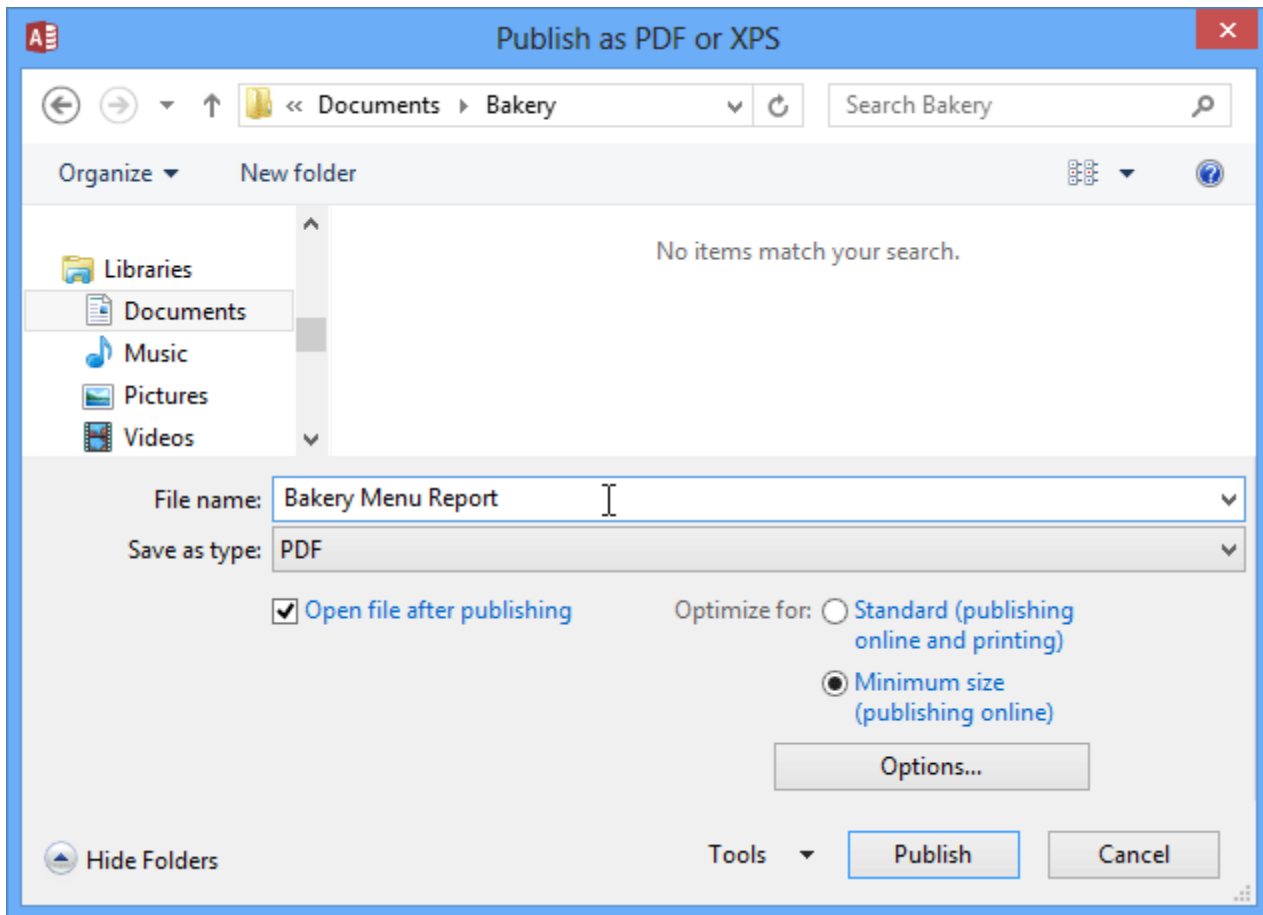 Publish as PDF or XPS
« Documents Bakery
Search Bakery
Organize New folder
Libraries
Documents
Music
Pictures
Videos
No items match your search.
File name: Bakery Menu Report
Save as type: PDF
Open file after publishing
Optimize for: Standard (publishing
online and printing)
Minimum size
(publishing online)
Options...
Hide Folders
Tools Publish Cancel